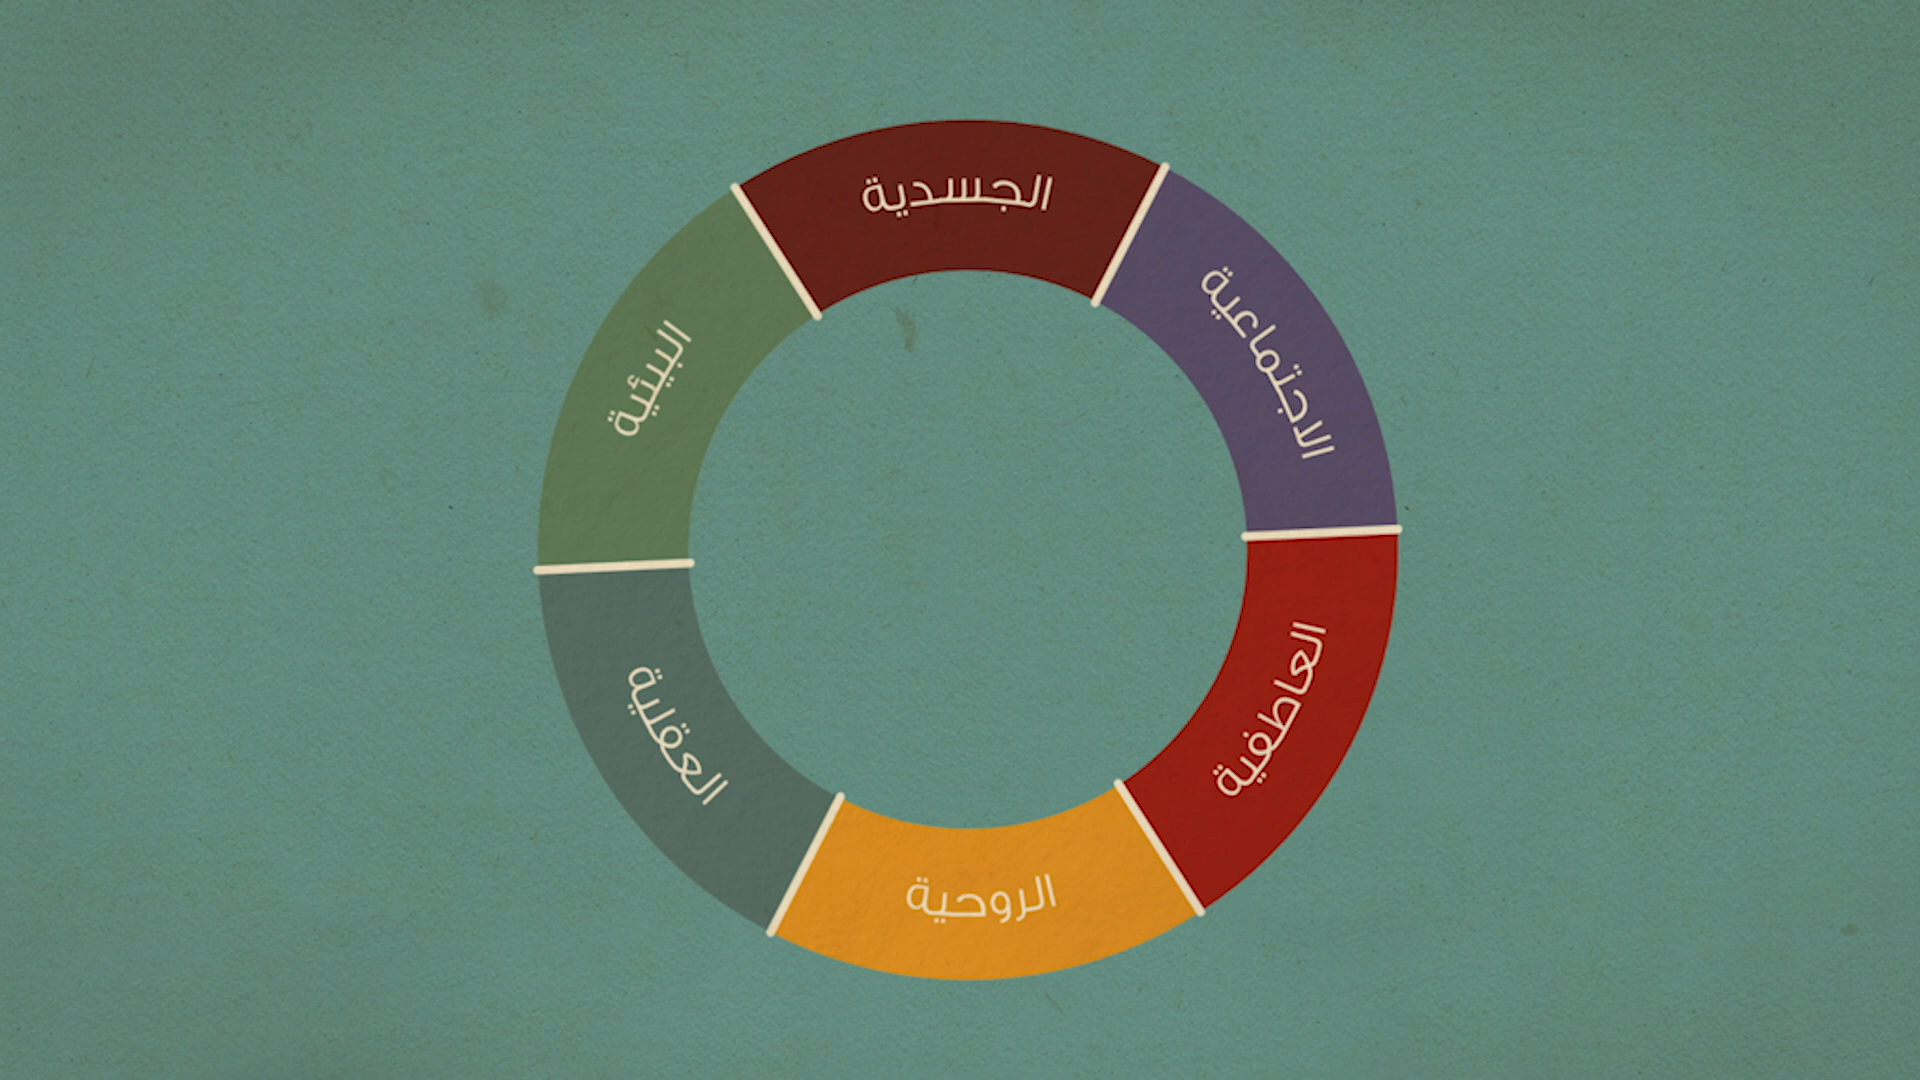 الجسدية
الاجتماعية
العاطفية
الروحية
العقلية
البيئية